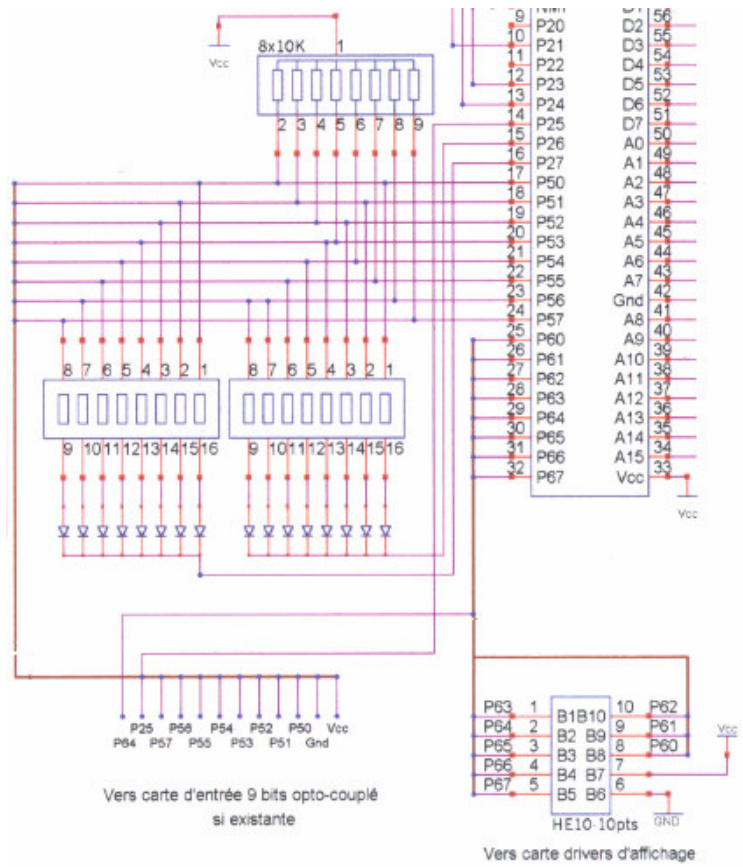 Vcc
8x10K
1
2 3 4 5 6 7 8 9
9 NMI D1 56
10 P20 D2 55
11 P21 D3 54
12 P22 D4 53
13 P23 D5 52
14 P24 D6 51
15 P25 D7 50
16 P26 A0 49
17 P27 A1 48
18 P50 A2 47
19 P51 A3 46
20 P52 A4 45
21 P53 A5 44
22 P54 A6 43
23 P55 A7 42
24 P56 Gnd 41
25 P57 A8 40
26 P60 A9 39
27 P61 A10 38
28 P62 A11 37
29 P63 A12 36
30 P64 A13 35
31 P65 A14 34
32 P66 A15 33
P67 Vcc
Vcc
8 7 6 5 4 3 2 1
9 10 11 12 13 14 15 16
8 7 6 5 4 3 2 1
9 10 11 12 13 14 15 16
P25 P56 P54 P52 P50 Vcc
P64 P57 P55 P53 P51 Gnd
Vers carte d'entrée 9 bits opto-couplé
si existante
P63 1 B1 B10 10 P62
P64 2 B2 B9 9 P61
P65 3 B3 B8 8 P60
P66 4 B4 B7 7
P67 5 B5 B6 6
Vcc
GND
HE10-10pts
Vers carte drivers d'affichage